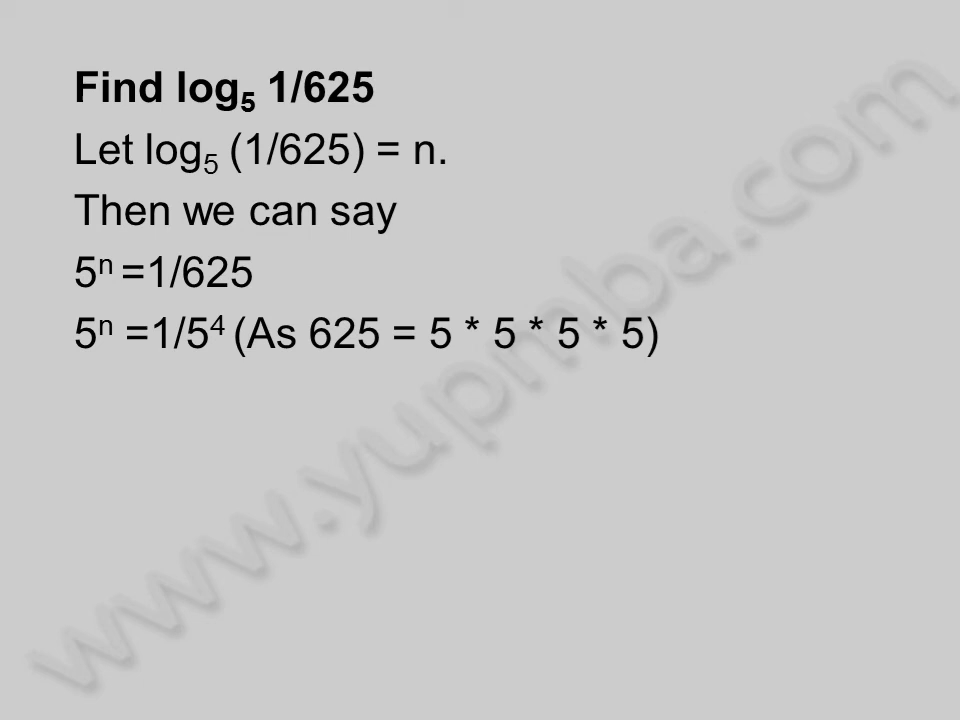 Find log₅ 1/625
Let log₅ (1/625) = n.
Then we can say
5ⁿ =1/625
5ⁿ =1/5⁴ (As 625 = 5 * 5 * 5 * 5)
www.yupmba.com